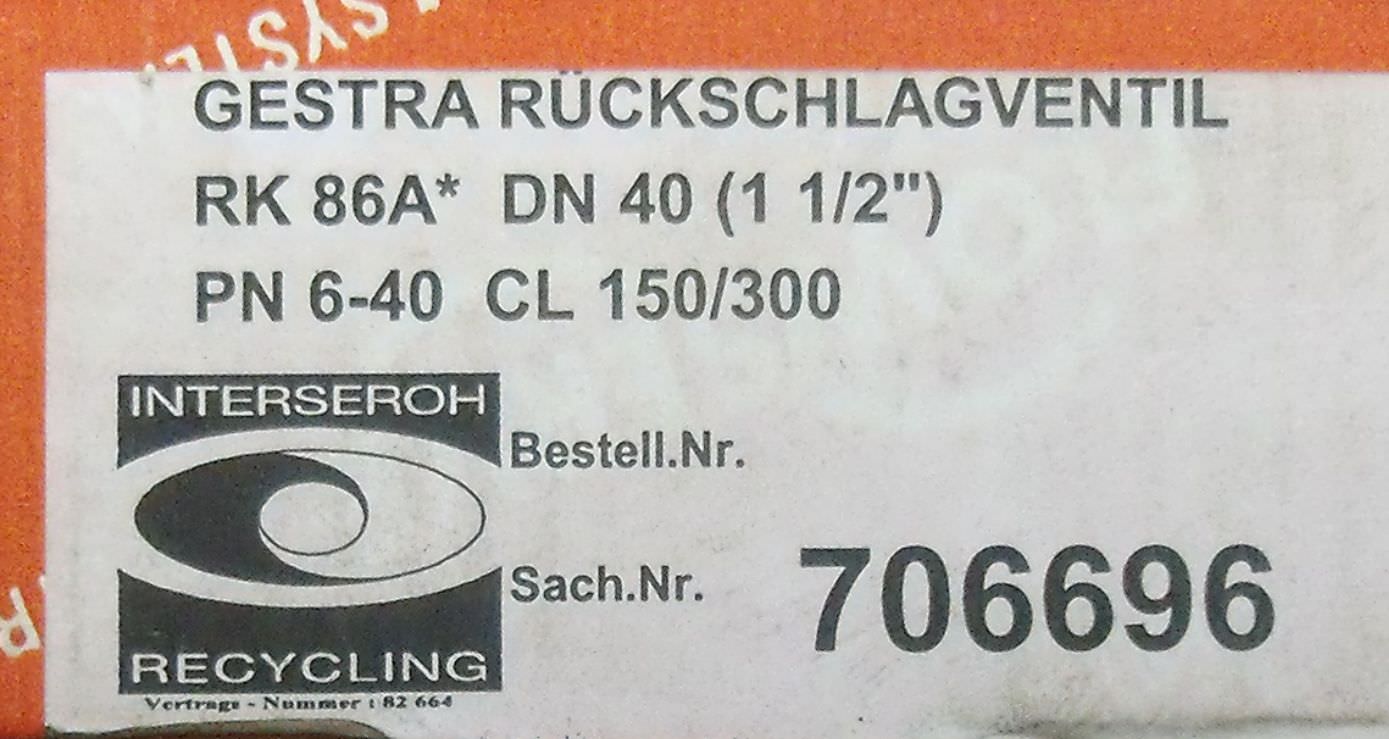 GESTRA RÜCKSCHLAGVENTIL
RK 86A* DN 40 (1 1/2")
PN 6-40 CL 150/300
INTERSEROH
Bestell.Nr.
Sach.Nr. 706696
RECYCLING
Vertrags - Nummer : 82 664